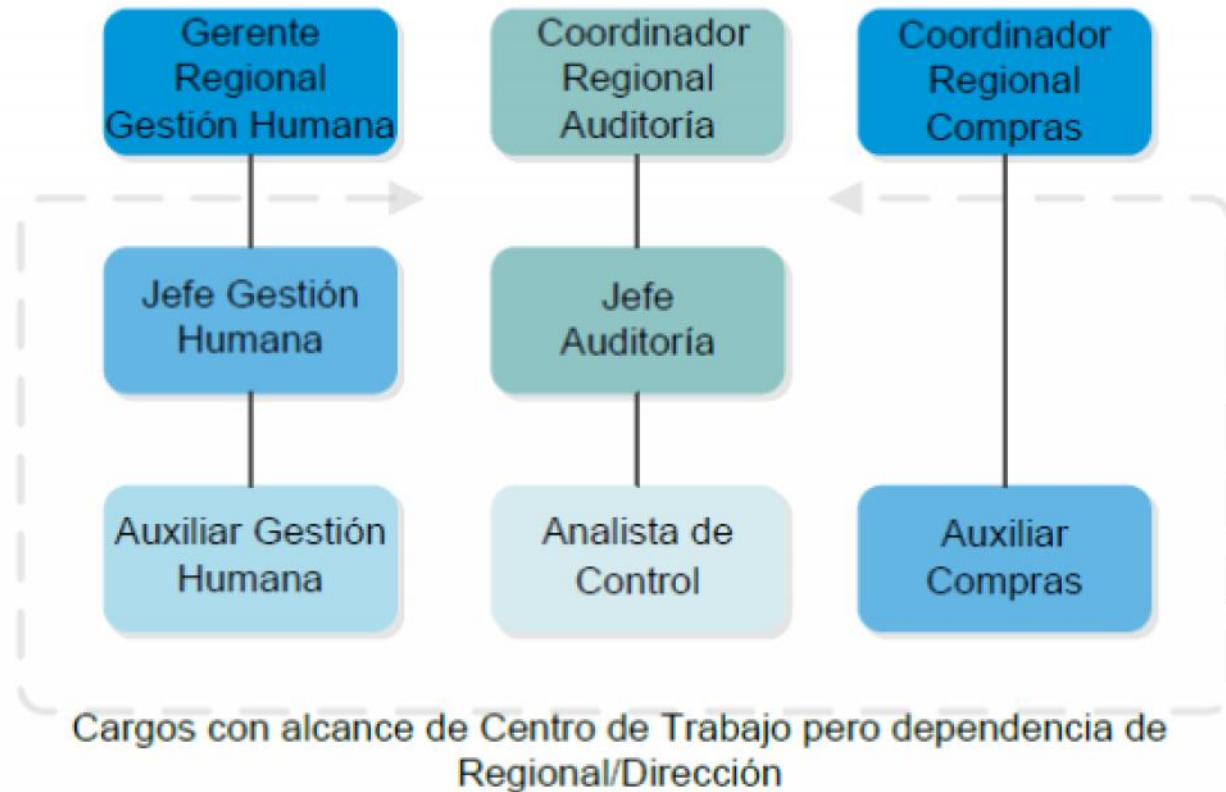 Gerente
Regional
Gestión Humana
Coordinador
Regional
Auditoría
Coordinador
Regional
Compras
Jefe Gestión
Humana
Jefe
Auditoría
Auxiliar Gestión
Humana
Analista de
Control
Auxiliar
Compras
Cargos con alcance de Centro de Trabajo pero dependencia de
Regional/Dirección